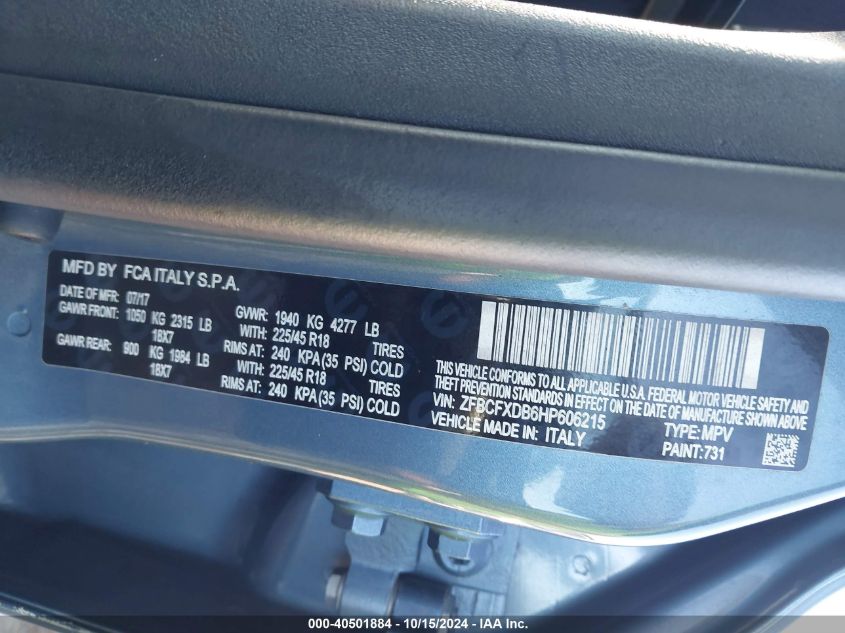 MFD BY FCA ITALY S.P.A.
DATE OF MFR: 07/17 GVWR: 1940 KG 4277 LB
GAWR FRONT: 1050 KG 2315 LB WITH: 225/45 R18 TIRES
18X7 RIMS AT: 240 KPA (35 PSI) COLD
GAWR REAR: 900 KG 1984 LB WITH: 225/45 R18 TIRES
18X7 RIMS AT: 240 KPA (35 PSI) COLD
THIS VEHICLE CONFORMS TO ALL APPLICABLE U.S.A. FEDERAL MOTOR VEHICLE SAFETY AND
THEFT PREVENTION STANDARDS IN EFFECT ON THE DATE OF MANUFACTURE SHOWN ABOVE
VIN: ZFBCFXDB6HP606215 TYPE: MPV
VEHICLE MADE IN: ITALY PAINT: 731
000-40501884 - 10/15/2024 - IAAI.com